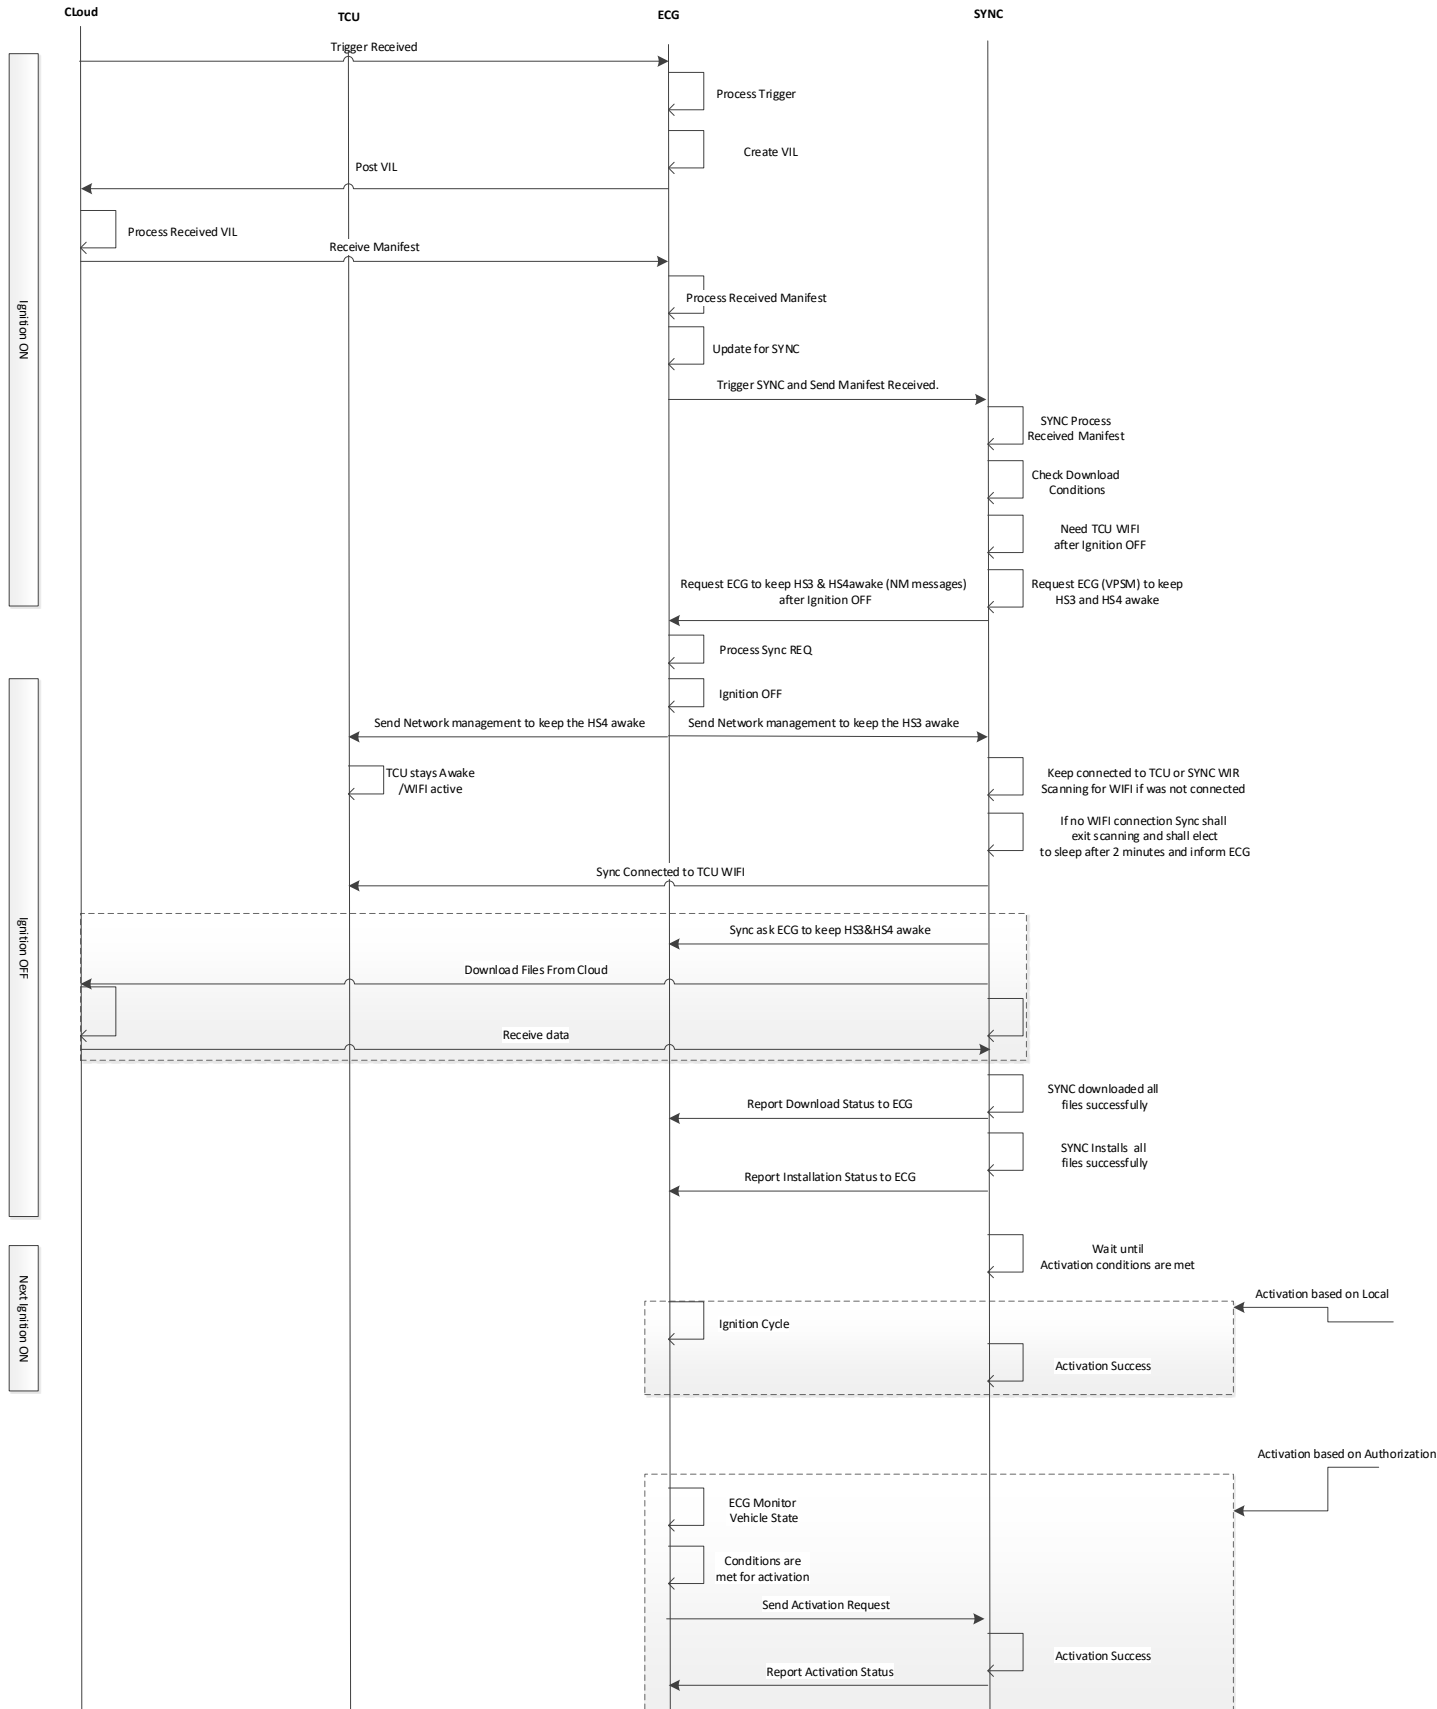 CLoud
TCU
ECG
SYNC
Trigger Received
Process Trigger
Create VIL
Post VIL
Process Received VIL
Receive Manifest
Ignition ON
Process Received Manifest
Update for SYNC
Trigger SYNC and Send Manifest Received.
SYNC Process
Received Manifest
Check Download
Conditions
Need TCU WIFI
after Ignition OFF
Request ECG to keep HS3 & HS4awake (NM messages)
after Ignition OFF
Request ECG (VPSM) to keep
HS3 and HS4 awake
Process Sync REQ
Ignition OFF
Send Network management to keep the HS4 awake
Send Network management to keep the HS3 awake
TCU stays Awake
/WIFI active
Keep connected to TCU or SYNC WIR
Scanning for WIFI if was not connected
If no WIFI connection Sync shall
exit scanning and shall elect
to sleep after 2 minutes and inform ECG
Sync Connected to TCU WIFI
Ignition OFF
Sync ask ECG to keep HS3&HS4 awake
Download Files From Cloud
Receive data
SYNC downloaded all
files successfully
Report Download Status to ECG
SYNC Installs all
files successfully
Report Installation Status to ECG
Wait until
Activation conditions are met
Next Ignition ON
Activation based on Local
Ignition Cycle
Activation Success
Activation based on Authorization
ECG Monitor
Vehicle State
Conditions are
met for activation
Send Activation Request
Activation Success
Report Activation Status